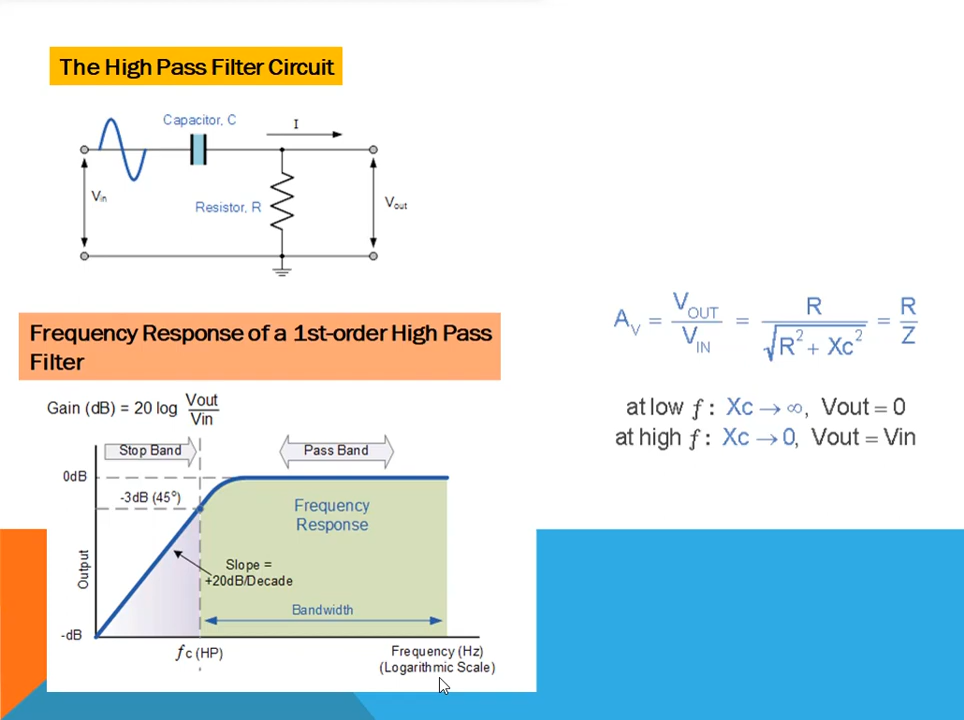 The High Pass Filter Circuit
Capacitor, C
I
Vin
Resistor, R
Vout
Frequency Response of a 1st-order High Pass
Filter
Gain (dB) = 20 log Vout/Vin
Stop Band
Pass Band
0dB
-3dB (45°)
Frequency
Response
Slope =
+20dB/Decade
Output
Bandwidth
-dB
ƒc (HP)
Frequency (Hz)
(Logarithmic Scale)
A_V = V_OUT/V_IN = R/√(R² + Xc²) = R/Z
at low ƒ : Xc → ∞, Vout = 0
at high ƒ : Xc → 0, Vout = Vin